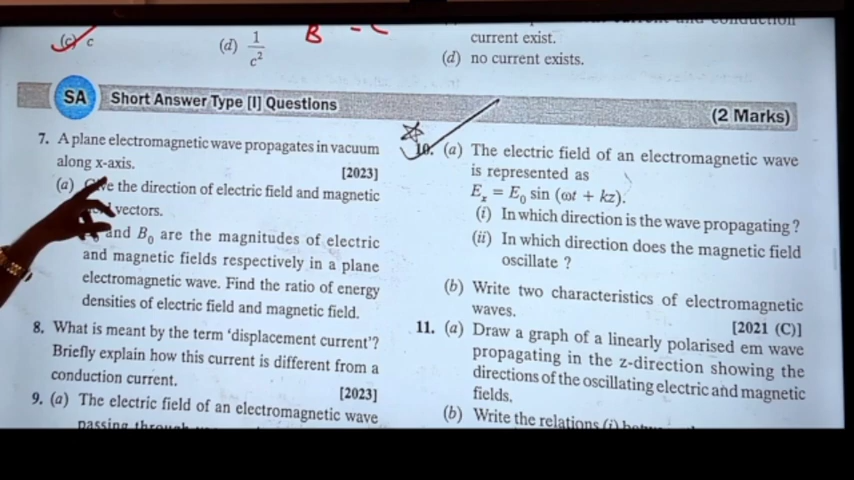 (c) c
(d) 1/c²
B - C
current and conduction
current exist.
(d) no current exists.
SA Short Answer Type [I] Questions
(2 Marks)
7. A plane electromagnetic wave propagates in vacuum
along x-axis.
[2023]
(a) the direction of electric field and magnetic
vectors.
and B₀ are the magnitudes of electric
and magnetic fields respectively in a plane
electromagnetic wave. Find the ratio of energy
densities of electric field and magnetic field.
8. What is meant by the term 'displacement current'?
Briefly explain how this current is different from a
conduction current.
[2023]
9. (a) The electric field of an electromagnetic wave
passing through
10. (a) The electric field of an electromagnetic wave
is represented as
Eₓ = E₀ sin (ωt + kz).
(i) In which direction is the wave propagating ?
(ii) In which direction does the magnetic field
oscillate ?
(b) Write two characteristics of electromagnetic
waves.
[2021 (C)]
11. (a) Draw a graph of a linearly polarised em wave
propagating in the z-direction showing the
directions of the oscillating electric and magnetic
fields.
(b) Write the relations (i)